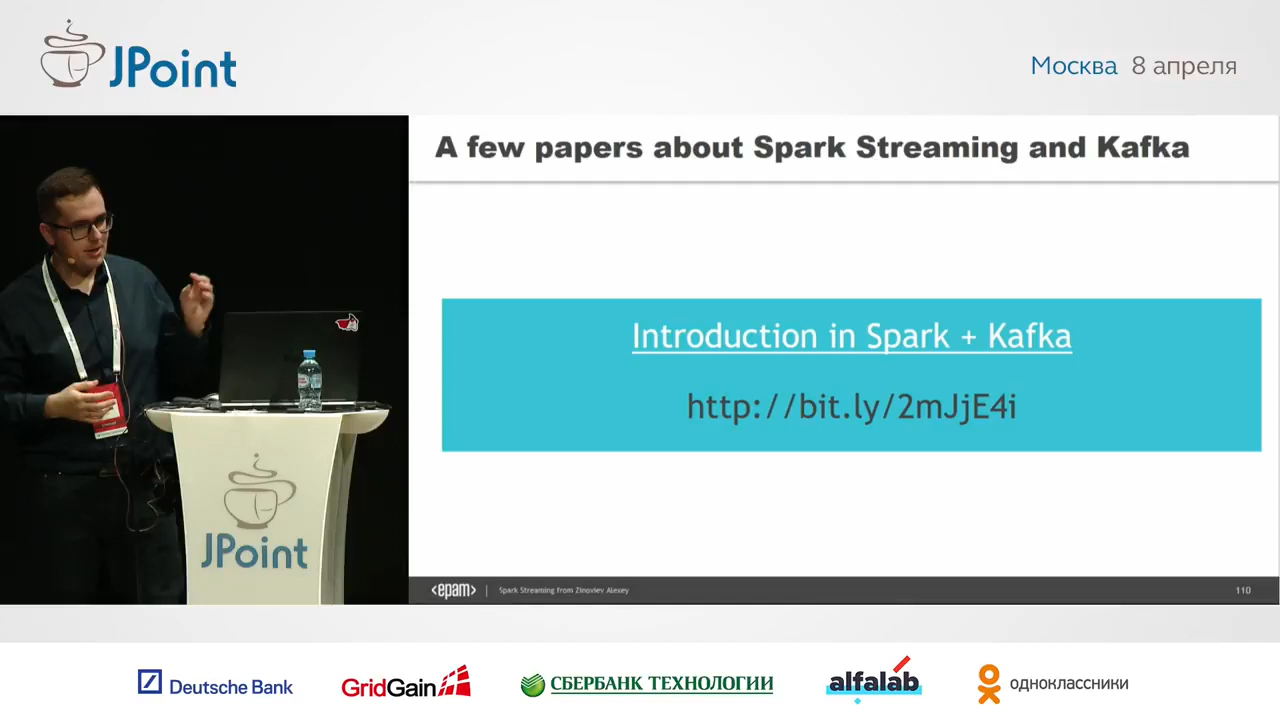 JPoint
Москва 8 апреля
A few papers about Spark Streaming and Kafka
Introduction in Spark + Kafka
http://bit.ly/2mJjE4i
JPoint
<epam> | Spark Streaming from Zinoviev Alexey 110
Deutsche Bank
GridGain
СБЕРБАНК ТЕХНОЛОГИИ
alfalab
одноклассники